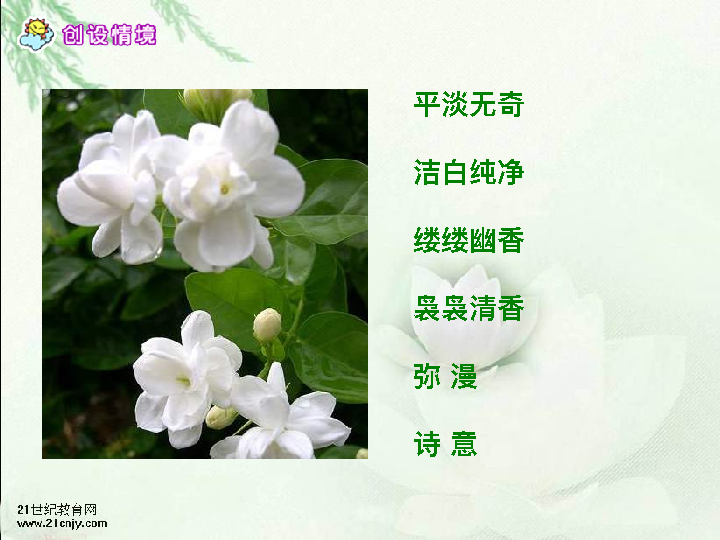 创设情境
平淡无奇
洁白纯净
缕缕幽香
袅袅清香
弥 漫
诗 意
21世纪教育网
www.21cnjy.com